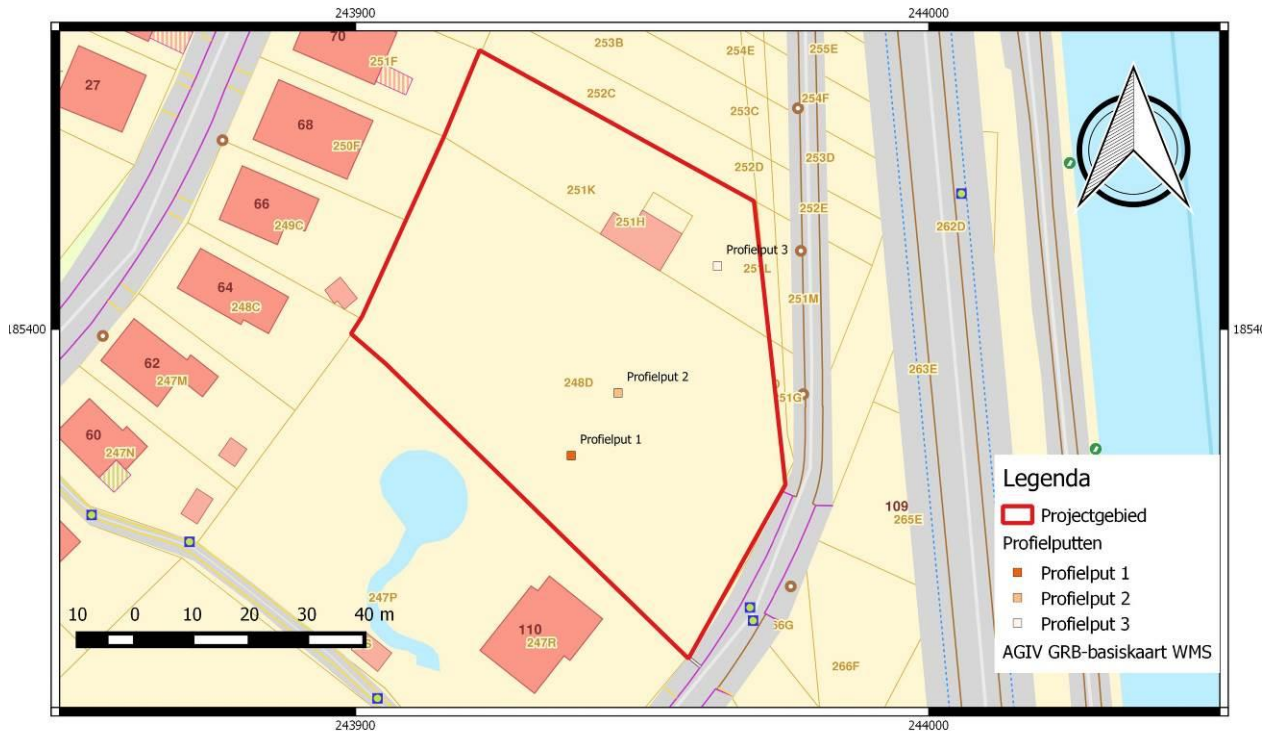 243900
244000
70
251F
253B
254E
255E
27
252C
254F
253C
68
250F
253D
252D
251K
66
249C
252E
251H
262D
Profielput 3
251L
64
248C
251M
185400
62
247M
263E
Profielput 2
248D
51G
60
247N
Profielput 1
109
265E
Legenda
Projectgebied
Profielputten
Profielput 1
Profielput 2
Profielput 3
AGIV GRB-basiskaart WMS
247P
10 0 10 20 30 40 m
110
247R
S
56G
266F
243900
244000